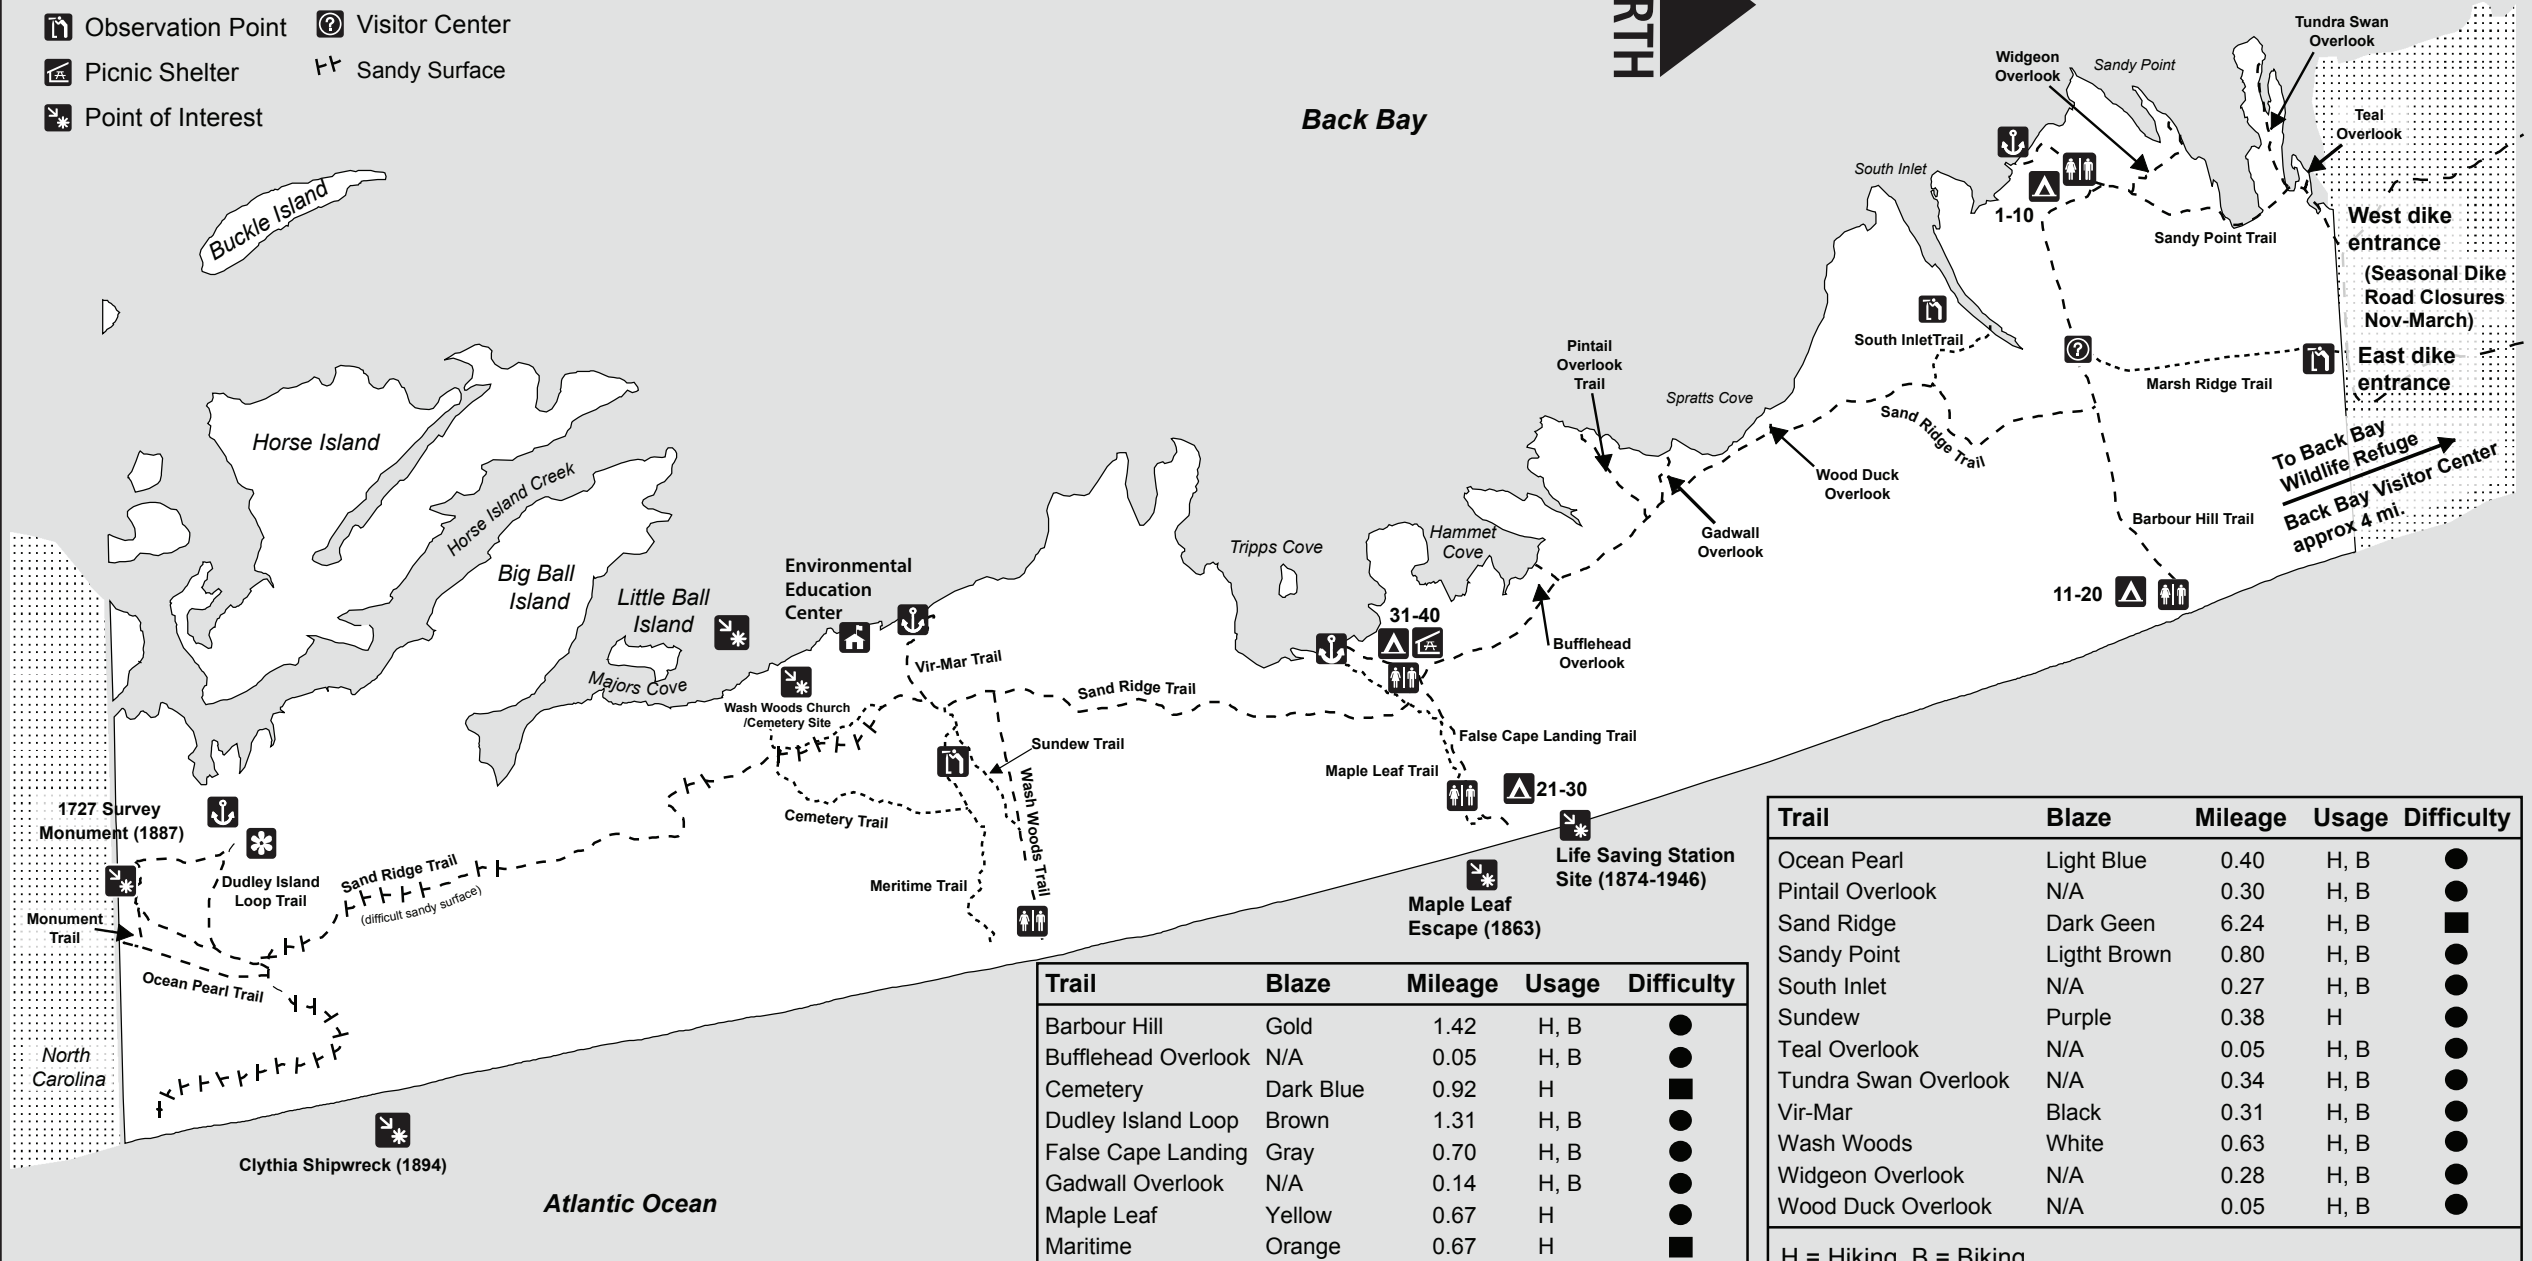 Observation Point
Visitor Center
Picnic Shelter
Sandy Surface
Point of Interest
RTH
Back Bay
Buckle Island
Horse Island
Horse Island Creek
Big Ball
Island
Little Ball
Island
Majors Cove
Environmental
Education
Center
Wash Woods Church
/Cemetery Site
Vir-Mar Trail
Sand Ridge Trail
Sundew Trail
Wash Woods Trail
Cemetery Trail
Meritime Trail
1727 Survey
Monument (1887)
Dudley Island
Loop Trail
Monument
Trail
Sand Ridge Trail
(difficult sandy surface)
Ocean Pearl Trail
North
Carolina
Clythia Shipwreck (1894)
Atlantic Ocean
Tripps Cove
Hammet
Cove
31-40
Bufflehead
Overlook
False Cape Landing Trail
Maple Leaf Trail
21-30
Life Saving Station
Site (1874-1946)
Maple Leaf
Escape (1863)
Pintail
Overlook
Trail
Spratts Cove
Gadwall
Overlook
Wood Duck
Overlook
Sand Ridge Trail
South InletTrail
South Inlet
1-10
Widgeon
Overlook
Sandy Point
Tundra Swan
Overlook
Teal
Overlook
Sandy Point Trail
West dike
entrance
(Seasonal Dike
Road Closures
Nov-March)
East dike
entrance
Marsh Ridge Trail
To Back Bay
Wildlife Refuge
Back Bay Visitor Center
approx 4 mi.
Barbour Hill Trail
11-20
Trail Blaze Mileage Usage Difficulty
Barbour Hill Gold 1.42 H, B
Bufflehead Overlook N/A 0.05 H, B
Cemetery Dark Blue 0.92 H
Dudley Island Loop Brown 1.31 H, B
False Cape Landing Gray 0.70 H, B
Gadwall Overlook N/A 0.14 H, B
Maple Leaf Yellow 0.67 H
Maritime Orange 0.67 H
Trail Blaze Mileage Usage Difficulty
Ocean Pearl Light Blue 0.40 H, B
Pintail Overlook N/A 0.30 H, B
Sand Ridge Dark Geen 6.24 H, B
Sandy Point Ligtht Brown 0.80 H, B
South Inlet N/A 0.27 H, B
Sundew Purple 0.38 H
Teal Overlook N/A 0.05 H, B
Tundra Swan Overlook N/A 0.34 H, B
Vir-Mar Black 0.31 H, B
Wash Woods White 0.63 H, B
Widgeon Overlook N/A 0.28 H, B
Wood Duck Overlook N/A 0.05 H, B
H = Hiking, B = Biking